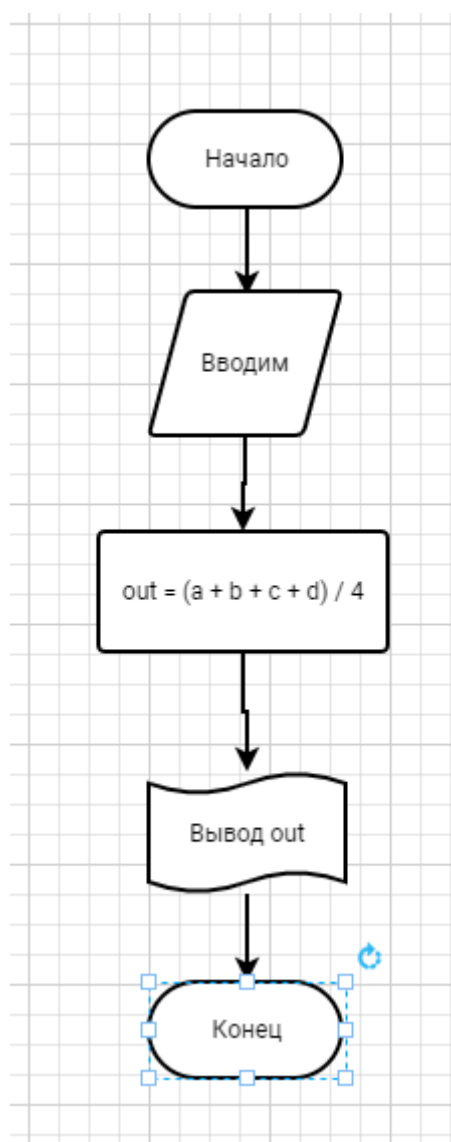 Начало
Вводим
out = (a + b + c + d) / 4
Вывод out
Конец